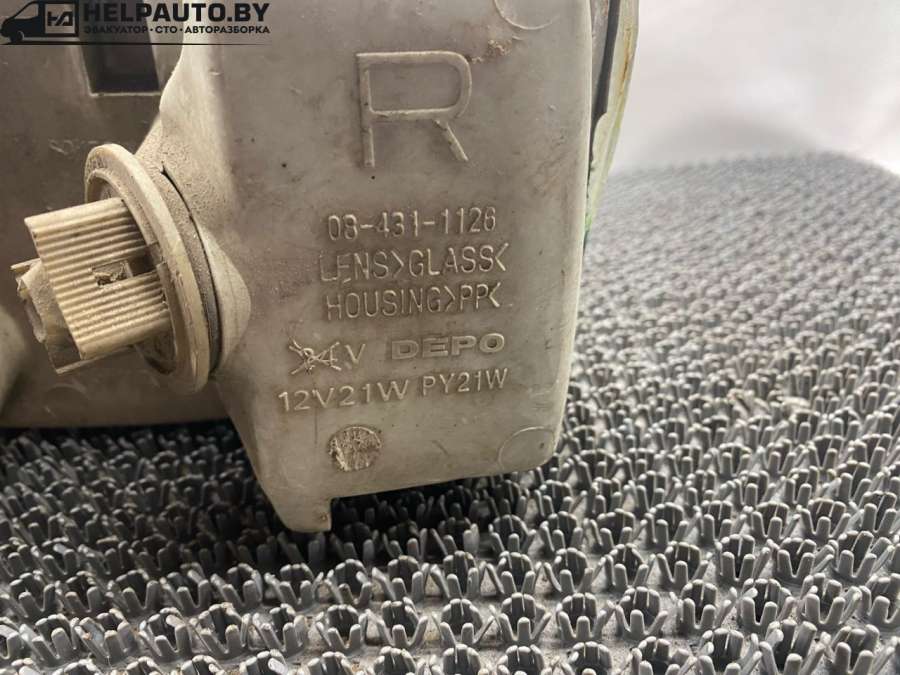 HELPAUTO.BY
ЭВАКУАТОР • СТО • АВТОРАЗБОРКА
R
08-431-1126
LENS>GLASS<
HOUSING>PP<
V DEPO
12V21W PY21W